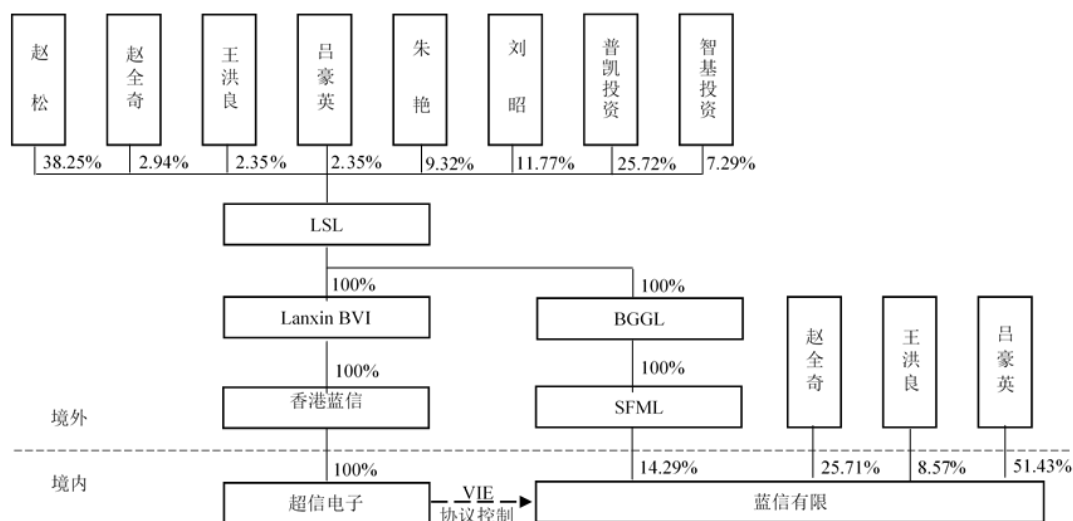 赵松
赵全奇
王洪良
吕豪英
朱艳
刘昭
普凯投资
智基投资
38.25%
2.94%
2.35%
2.35%
9.32%
11.77%
25.72%
7.29%
LSL
100%
100%
Lanxin BVI
BGGL
赵全奇
王洪良
吕豪英
100%
100%
香港蓝信
SFML
境外
境内
100%
14.29%
25.71%
8.57%
51.43%
超信电子
VIE
协议控制
蓝信有限